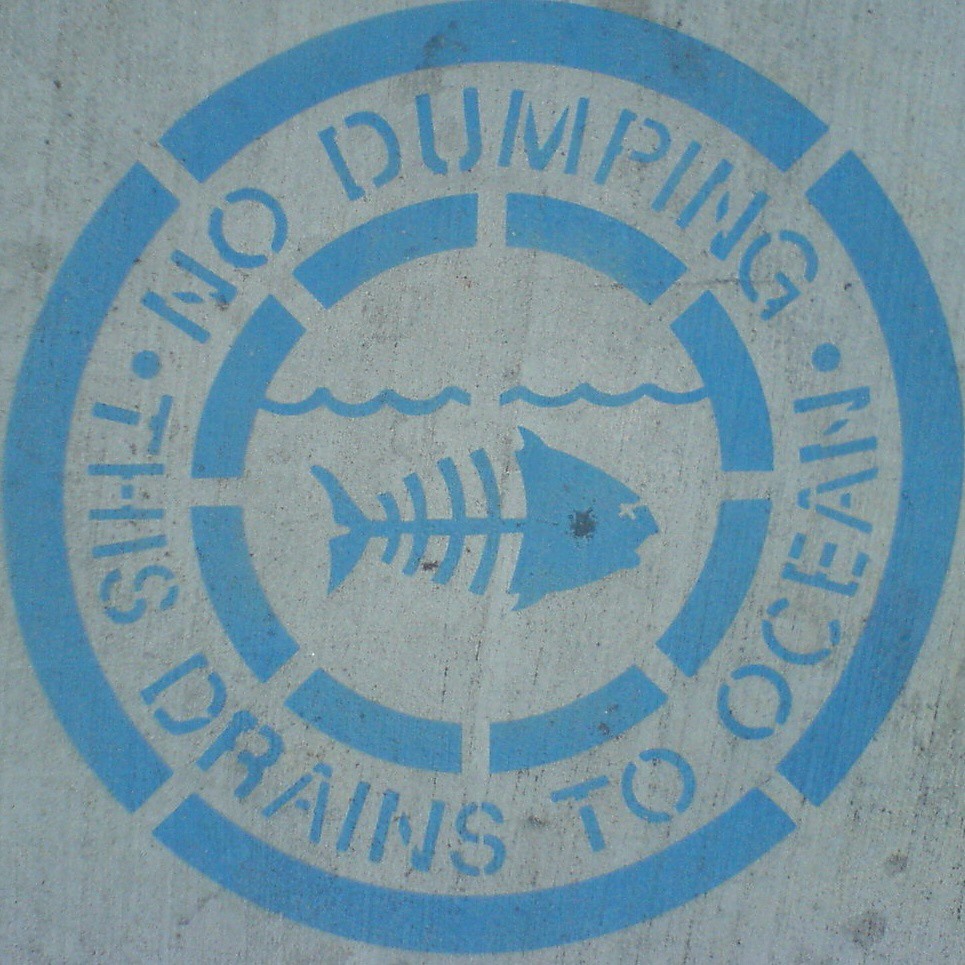 • NO DUMPING •
THIS DRAINS TO OCEAN